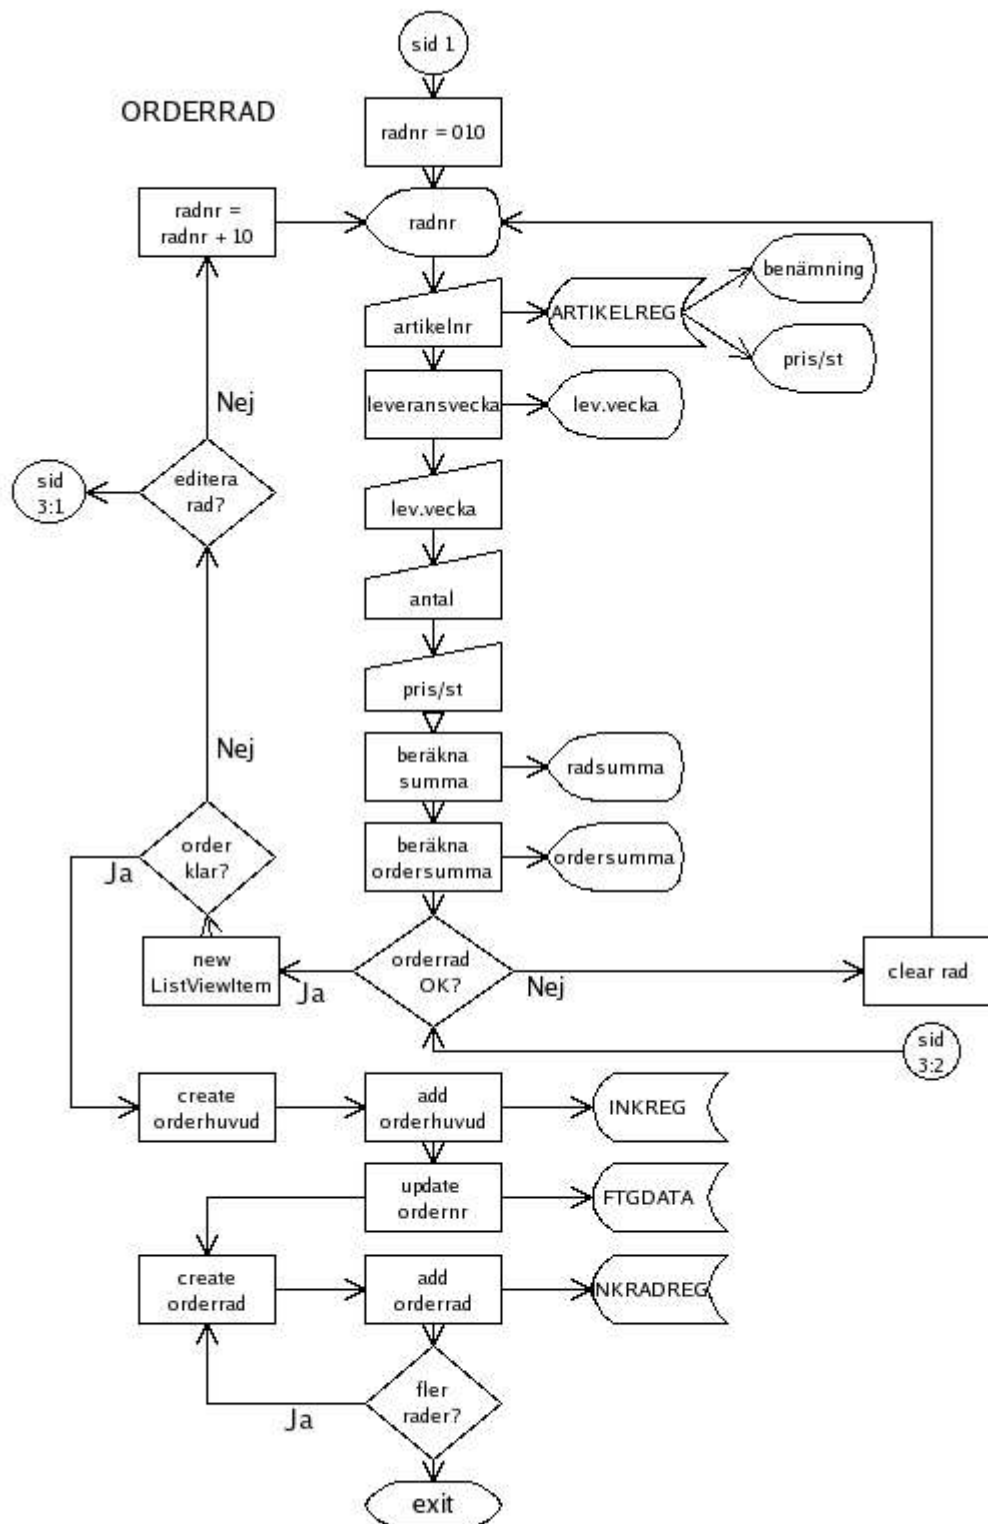 sid 1
ORDERRAD
radnr = 010
radnr =
radnr + 10
radnr
benämning
artikelnr
ARTIKELREG
pris/st
leveransvecka
lev.vecka
Nej
sid
3:1
editera
rad?
lev.vecka
antal
pris/st
Nej
beräkna
summa
radsumma
order
klar?
Ja
beräkna
ordersumma
ordersumma
new
ListViewItem
Ja
orderrad
OK?
Nej
clear rad
sid
3:2
create
orderhuvud
add
orderhuvud
INKREG
update
ordernr
FTGDATA
create
orderrad
add
orderrad
NKRADREG
fler
rader?
Ja
exit